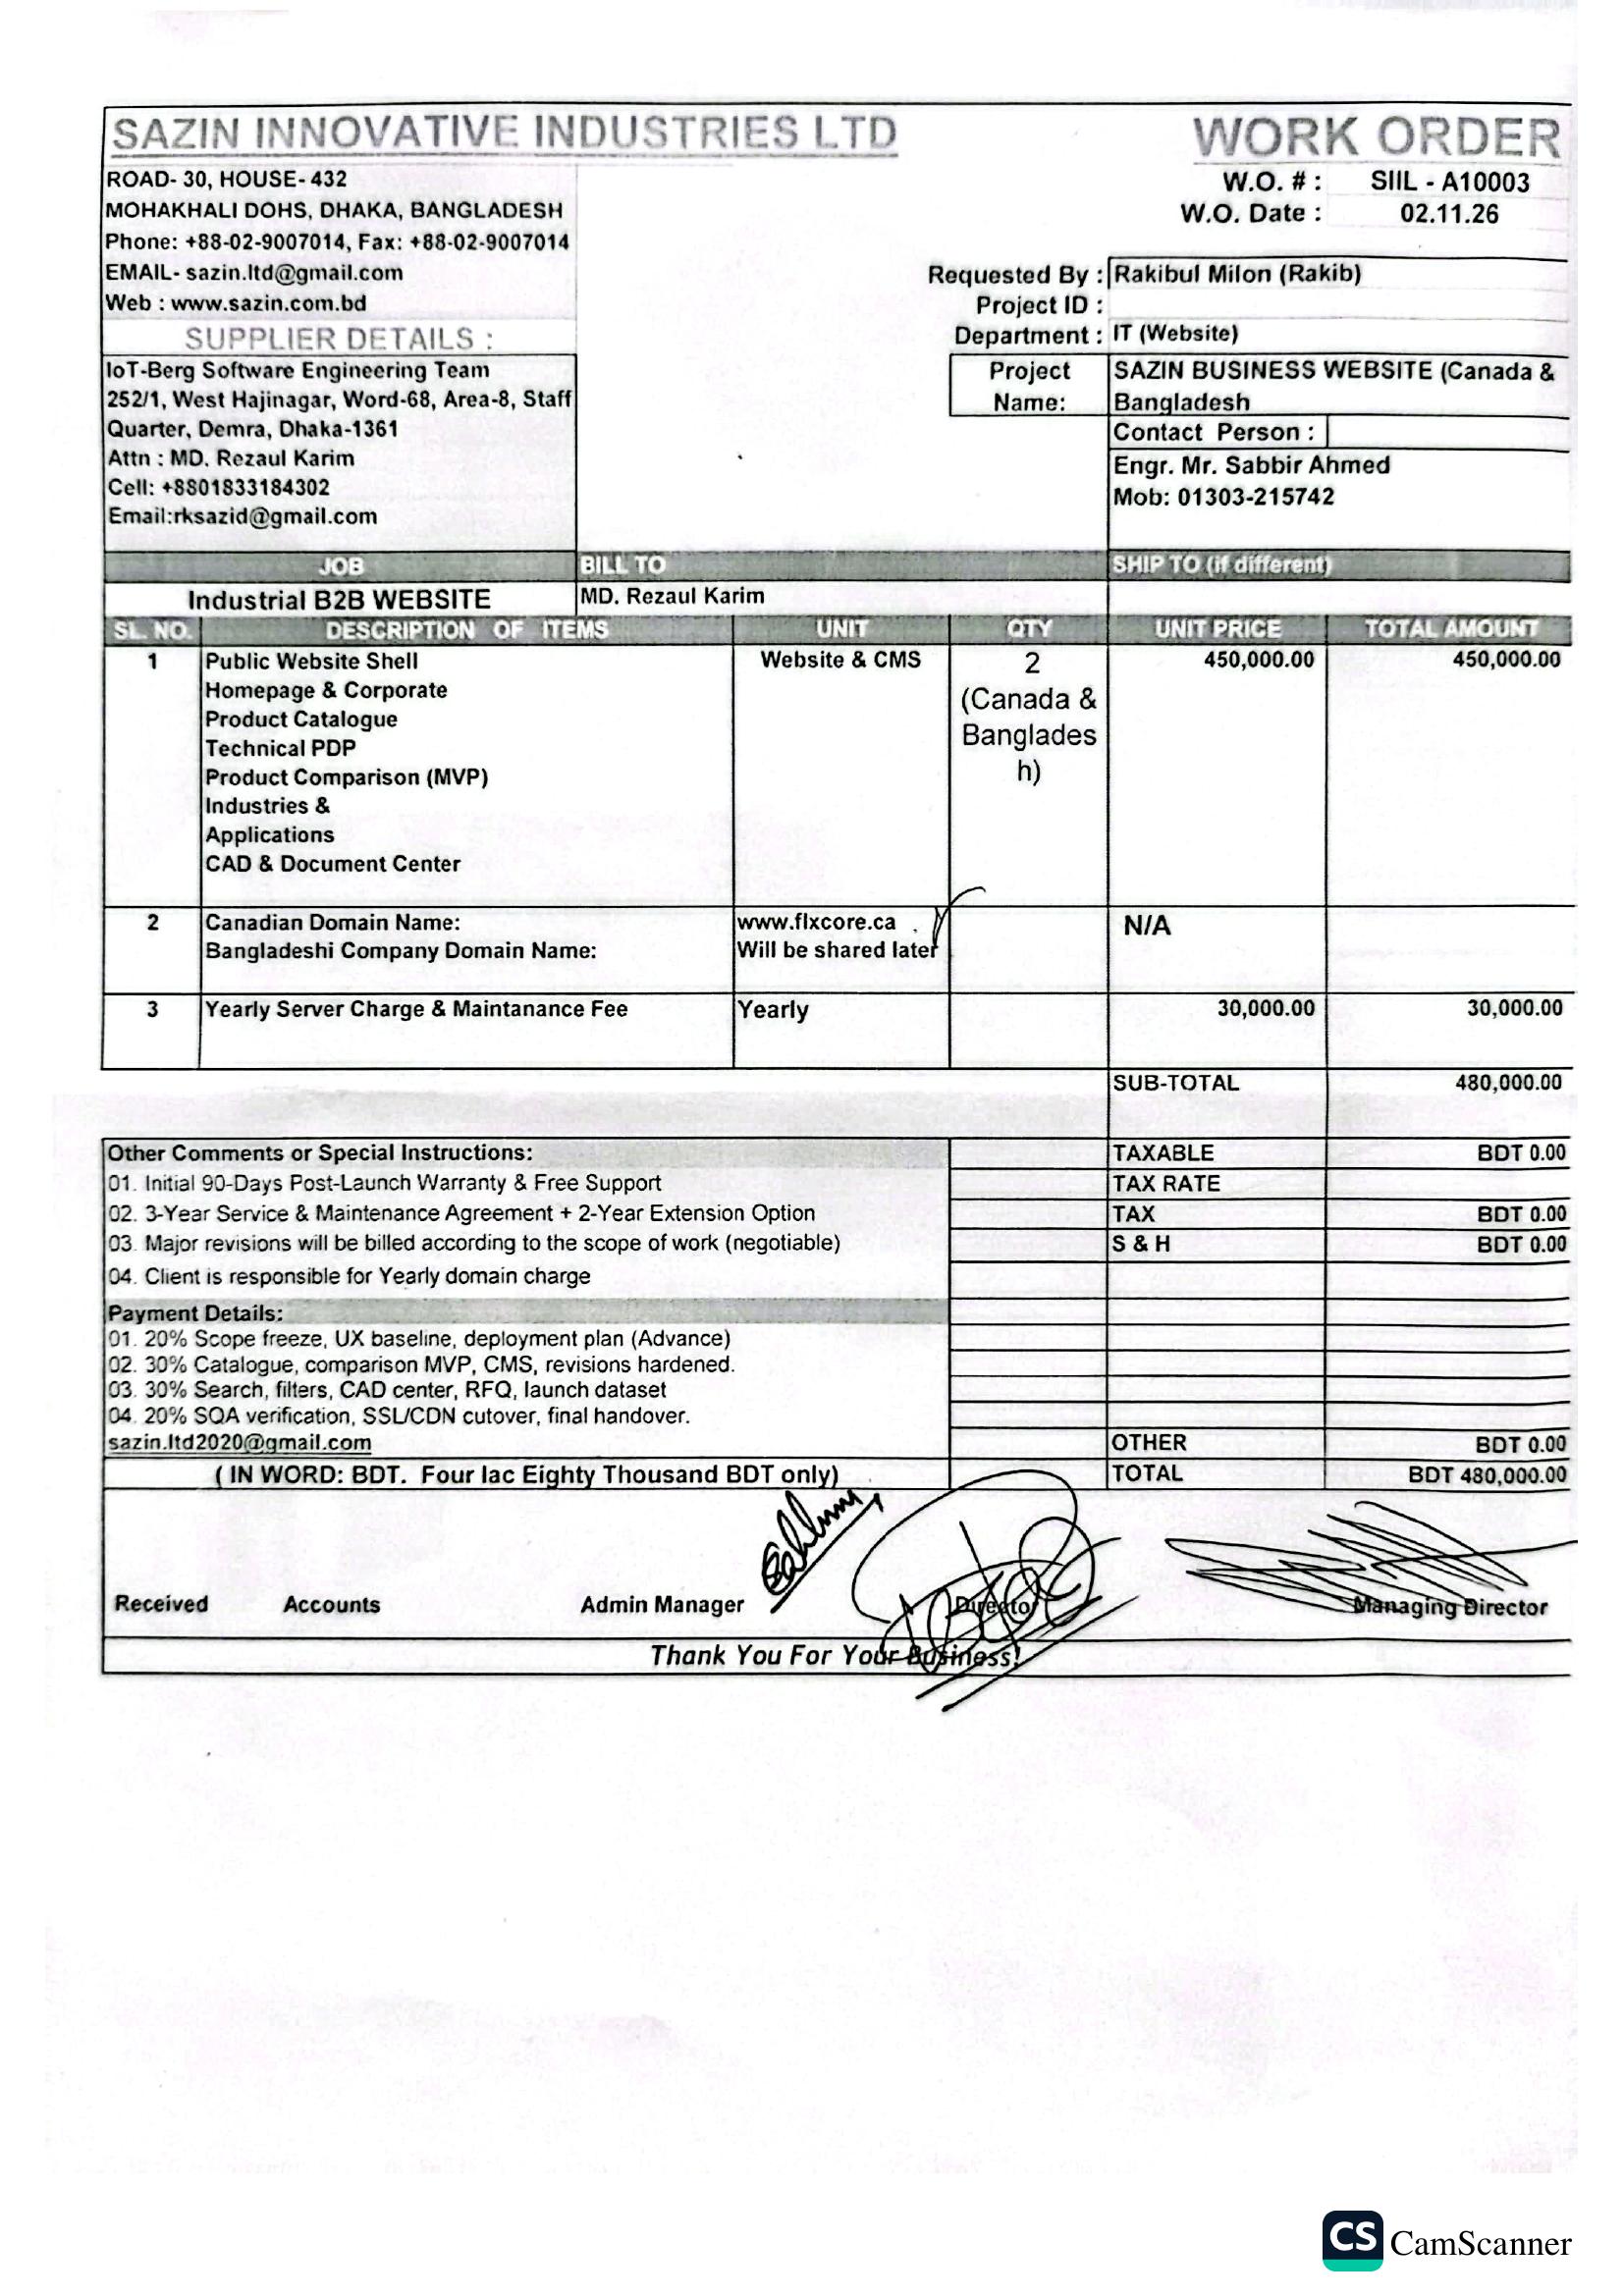 SAZIN INNOVATIVE INDUSTRIES LTD
WORK ORDER
ROAD- 30, HOUSE- 432
MOHAKHALI DOHS, DHAKA, BANGLADESH
Phone: +88-02-9007014, Fax: +88-02-9007014
EMAIL- sazin.ltd@gmail.com
Web : www.sazin.com.bd
W.O. # : SIIL - A10003
W.O. Date : 02.11.26
Requested By : Rakibul Milon (Rakib)
Project ID :
Department : IT (Website)
Project Name: SAZIN BUSINESS WEBSITE (Canada &
Bangladesh
Contact Person :
Engr. Mr. Sabbir Ahmed
Mob: 01303-215742
SUPPLIER DETAILS :
IoT-Berg Software Engineering Team
252/1, West Hajinagar, Word-68, Area-8, Staff
Quarter, Demra, Dhaka-1361
Attn : MD. Rezaul Karim
Cell: +8801833184302
Email:rksazid@gmail.com
JOB BILL TO SHIP TO (if different)
Industrial B2B WEBSITE MD. Rezaul Karim
SL. NO. DESCRIPTION OF ITEMS UNIT QTY UNIT PRICE TOTAL AMOUNT
1 Public Website Shell Website & CMS 2 450,000.00 450,000.00
Homepage & Corporate (Canada &
Product Catalogue Banglades
Technical PDP h)
Product Comparison (MVP)
Industries &
Applications
CAD & Document Center
2 Canadian Domain Name: www.flxcore.ca N/A
Bangladeshi Company Domain Name: Will be shared later
3 Yearly Server Charge & Maintanance Fee Yearly 30,000.00 30,000.00
SUB-TOTAL 480,000.00
Other Comments or Special Instructions: TAXABLE BDT 0.00
01. Initial 90-Days Post-Launch Warranty & Free Support TAX RATE
02. 3-Year Service & Maintenance Agreement + 2-Year Extension Option TAX BDT 0.00
03. Major revisions will be billed according to the scope of work (negotiable) S & H BDT 0.00
04. Client is responsible for Yearly domain charge
Payment Details:
01. 20% Scope freeze, UX baseline, deployment plan (Advance)
02. 30% Catalogue, comparison MVP, CMS, revisions hardened.
03. 30% Search, filters, CAD center, RFQ, launch dataset
04. 20% SQA verification, SSL/CDN cutover, final handover.
sazin.ltd2020@gmail.com OTHER BDT 0.00
( IN WORD: BDT. Four lac Eighty Thousand BDT only) TOTAL BDT 480,000.00
Received Accounts Admin Manager Director Managing Director
Thank You For Your Business!
CS CamScanner